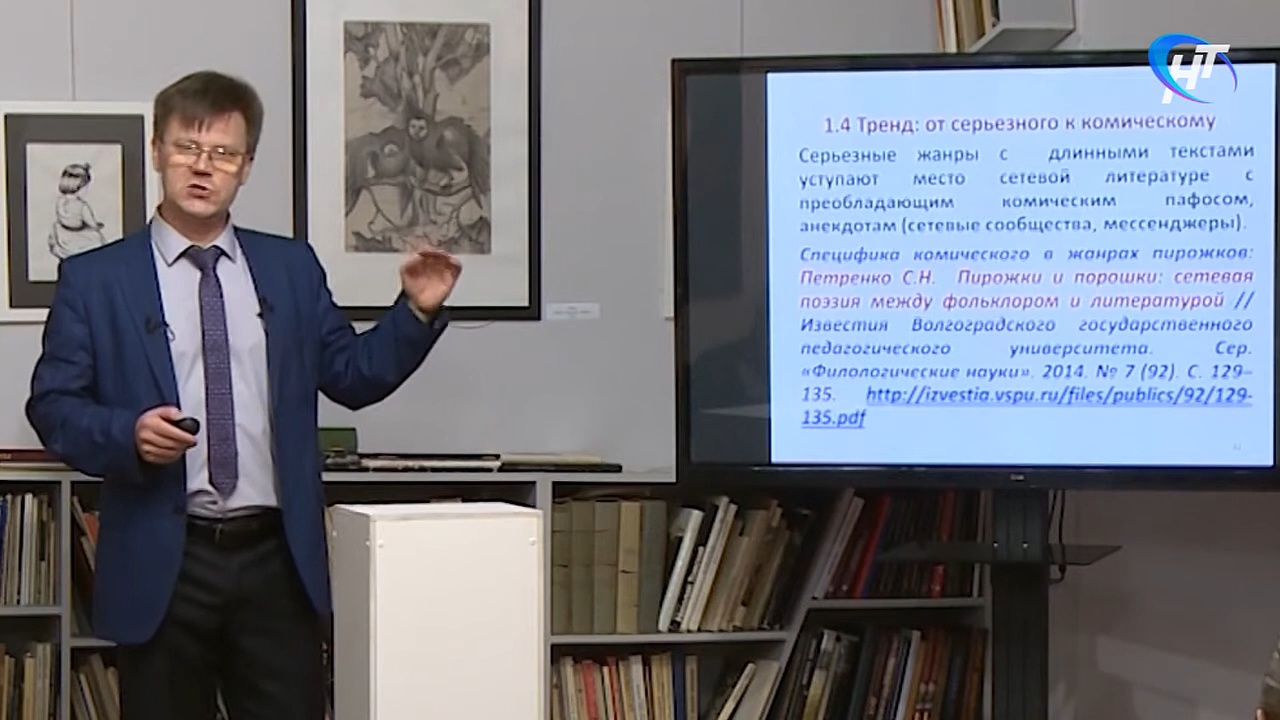 НТ
1.4 Тренд: от серьезного к комическому
Серьезные жанры с длинными текстами
уступают место сетевой литературе с
преобладающим комическим пафосом,
анекдотам (сетевые сообщества, мессенджеры).
Специфика комического в жанрах пирожков:
Петренко С.Н. Пирожки и порошки: сетевая
поэзия между фольклором и литературой //
Известия Волгоградского государственного
педагогического университета. Сер.
«Филологические науки». 2014. № 7 (92). С. 129–
135. http://izvestia.vspu.ru/files/publics/92/129-
135.pdf